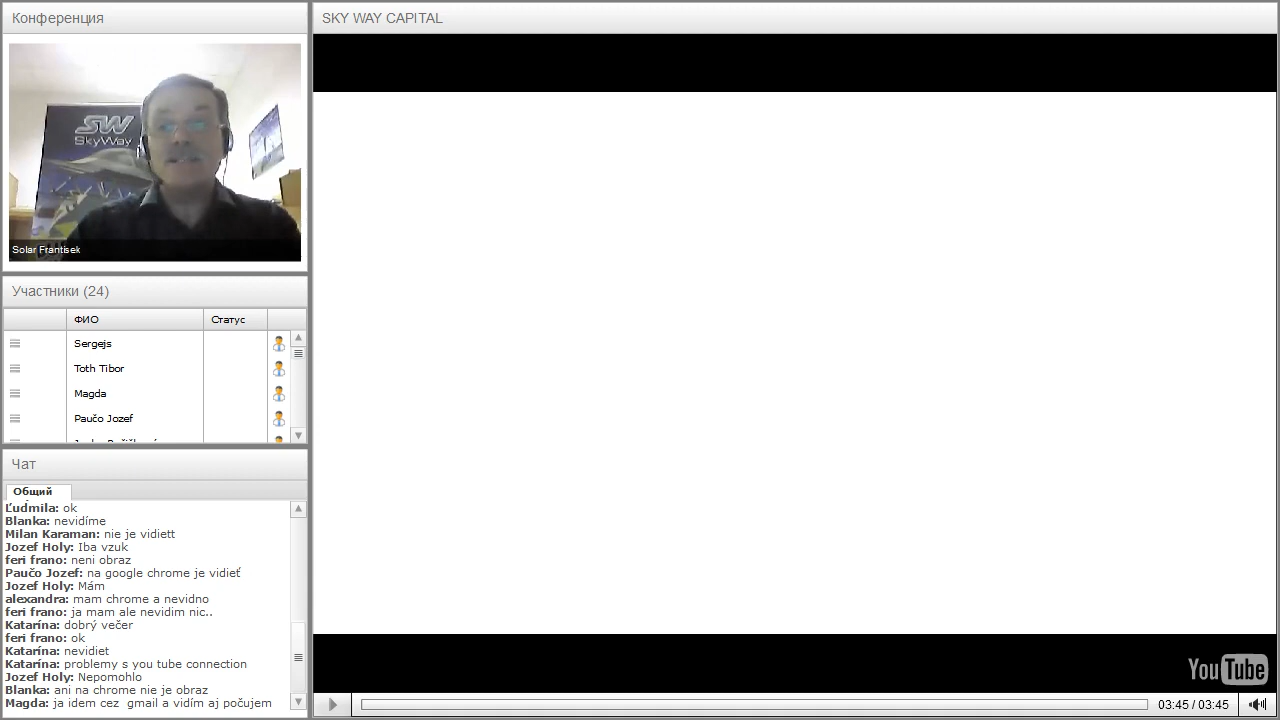 Конференция
SW
SkyWay
Solar Frantisek
Участники (24)
ФИО Статус
Sergejs
Toth Tibor
Magda
Paučo Jozef
Чат
Общий
Ľudmila: ok
Blanka: nevidíme
Milan Karaman: nie je vidiett
Jozef Holy: Iba vzuk
feri frano: neni obraz
Paučo Jozef: na google chrome je vidieť
Jozef Holy: Mám
alexandra: mam chrome a nevidno
feri frano: ja mam ale nevidim nic..
Katarína: dobrý večer
feri frano: ok
Katarína: nevidiet
Katarína: problemy s you tube connection
Jozef Holy: Nepomohlo
Blanka: ani na chrome nie je obraz
Magda: ja idem cez gmail a vidím aj počujem
SKY WAY CAPITAL
YouTube
03:45 / 03:45